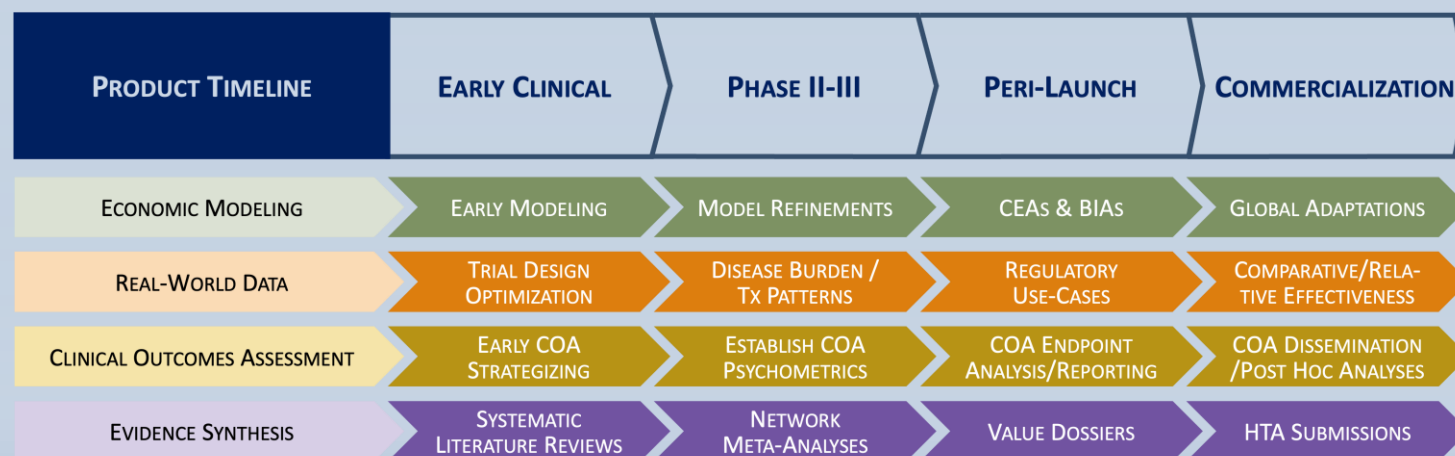 PRODUCT TIMELINE
EARLY CLINICAL
PHASE II-III
PERI-LAUNCH
COMMERCIALIZATION
ECONOMIC MODELING
EARLY MODELING
MODEL REFINEMENTS
CEAS & BIAS
GLOBAL ADAPTATIONS
REAL-WORLD DATA
TRIAL DESIGN
OPTIMIZATION
DISEASE BURDEN /
TX PATTERNS
REGULATORY
USE-CASES
COMPARATIVE/RELA-
TIVE EFFECTIVENESS
CLINICAL OUTCOMES ASSESSMENT
EARLY COA
STRATEGIZING
ESTABLISH COA
PSYCHOMETRICS
COA ENDPOINT
ANALYSIS/REPORTING
COA DISSEMINATION
/POST HOC ANALYSES
EVIDENCE SYNTHESIS
SYSTEMATIC
LITERATURE REVIEWS
NETWORK
META-ANALYSES
VALUE DOSSIERS
HTA SUBMISSIONS